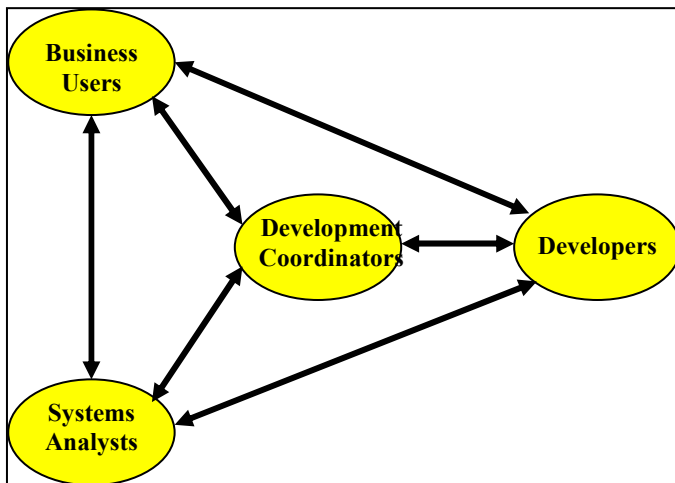 Business
Users
Development
Coordinators
Developers
Systems
Analysts